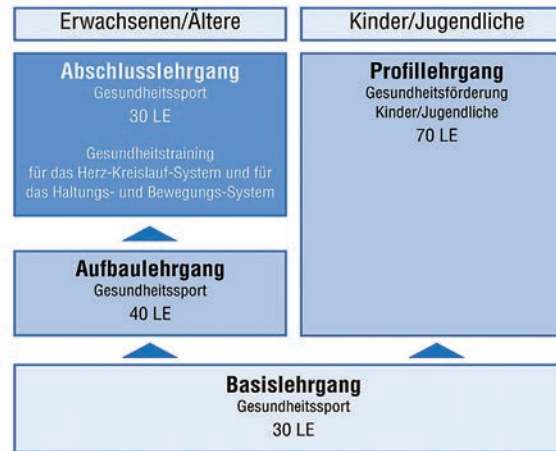 Erwachsenen/Ältere
Kinder/Jugendliche
Abschlusslehrgang
Gesundheitssport
30 LE
Gesundheitstraining
für das Herz-Kreislauf-System und für
das Haltungs- und Bewegungs-System
Profillehrgang
Gesundheitsförderung
Kinder/Jugendliche
70 LE
Aufbaulehrgang
Gesundheitssport
40 LE
Basislehrgang
Gesundheitssport
30 LE